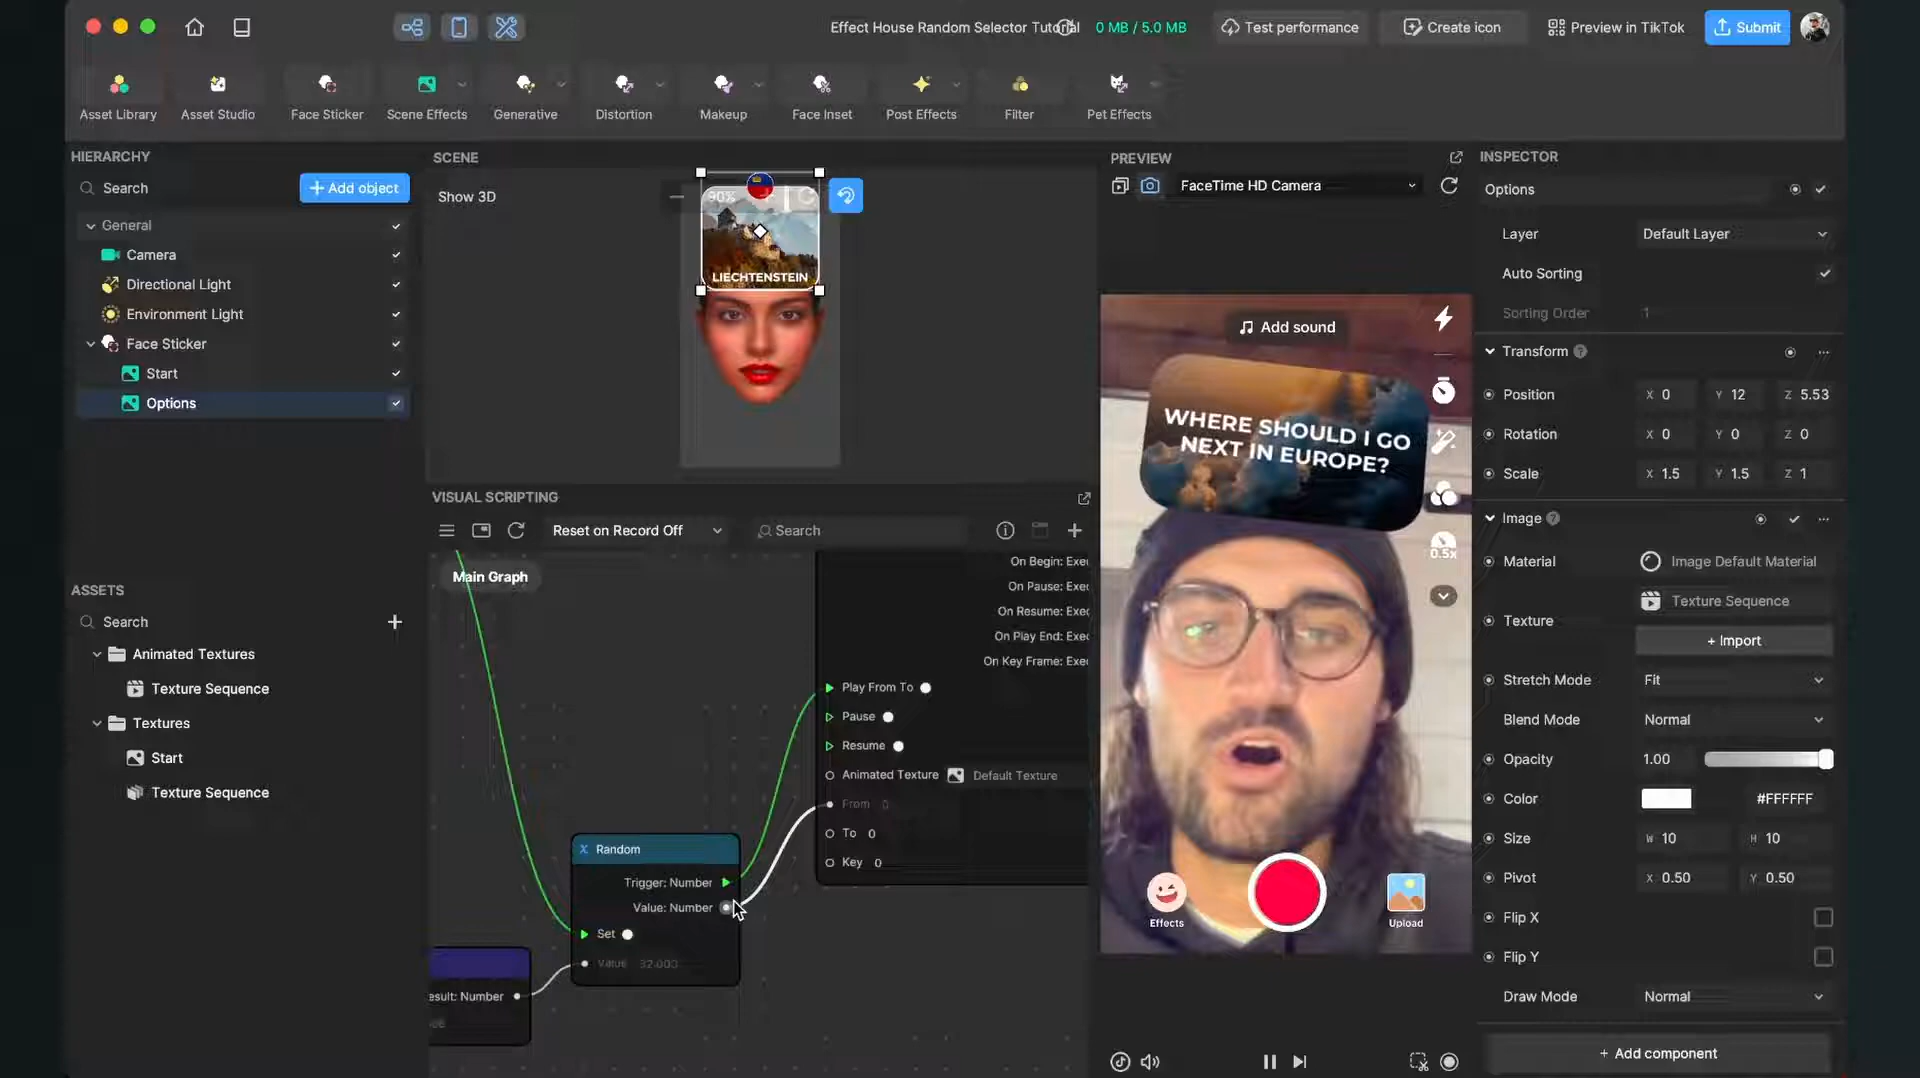 Effect House Random Selector Tutorial
0 MB / 5.0 MB
Test performance
Create icon
Preview in TikTok
Submit
Asset Library
Asset Studio
Face Sticker
Scene Effects
Generative
Distortion
Makeup
Face Inset
Post Effects
Filter
Pet Effects
HIERARCHY
Search
Add object
General
Camera
Directional Light
Environment Light
Face Sticker
Start
Options
ASSETS
Search
Animated Textures
Texture Sequence
Textures
Start
Texture Sequence
SCENE
Show 3D
90%
LIECHTENSTEIN
VISUAL SCRIPTING
Reset on Record Off
Search
Main Graph
On Begin: Exec
On Pause: Exec
On Resume: Exec
On Play End: Exec
On Key Frame: Exec
Play From To
Pause
Resume
Animated Texture Default Texture
From 0
To 0
Key 0
Random
Trigger: Number
Value: Number
Set
Value 32.000
esult: Number
PREVIEW
FaceTime HD Camera
Add sound
WHERE SHOULD I GO
NEXT IN EUROPE?
0.5x
Effects
Upload
INSPECTOR
Options
Layer Default Layer
Auto Sorting
Sorting Order 1
Transform
Position X 0 Y 12 Z 5.53
Rotation X 0 Y 0 Z 0
Scale X 1.5 Y 1.5 Z 1
Image
Material Image Default Material
Texture Sequence
Texture
+ Import
Stretch Mode Fit
Blend Mode Normal
Opacity 1.00
Color #FFFFFF
Size W 10 H 10
Pivot X 0.50 Y 0.50
Flip X
Flip Y
Draw Mode Normal
+ Add component